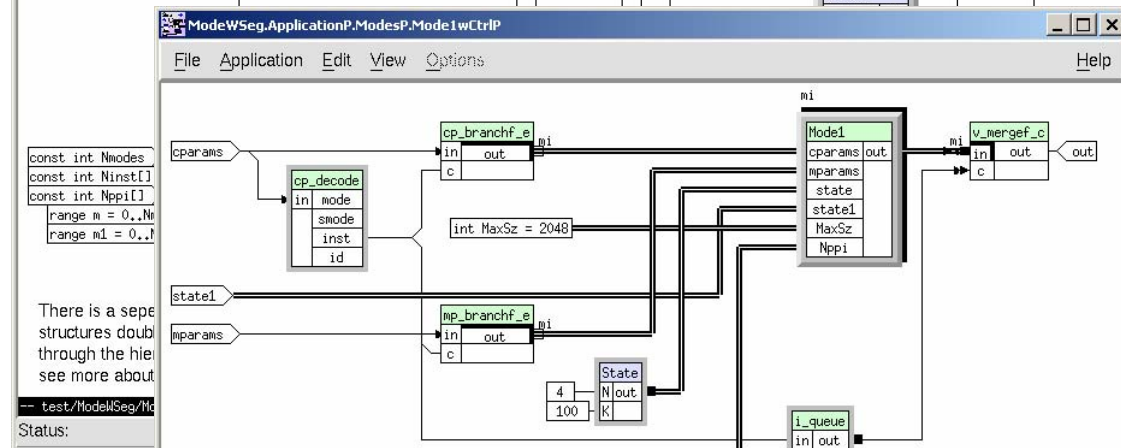 ModeWSeg.ApplicationP.ModesP.Mode1wCtrlP
File Application Edit View Options Help
mi
cp_branchf_e mi Mode1 mi v_mergef_c
cparams in out cparams out in out out
const int Nmodes c mparams c
const int Ninst[] cp_decode state
const int Nppi[] in mode state1
range m = 0..N smode int MaxSz = 2048 MaxSz
range m1 = 0..N inst Nppi
id
state1
There is a sepe mp_branchf_e mi
structures doubl mparams in out
through the hie c
see more about State
4 N out
100 K
-- test/ModeWSeg/Mo i_queue
Status: in out